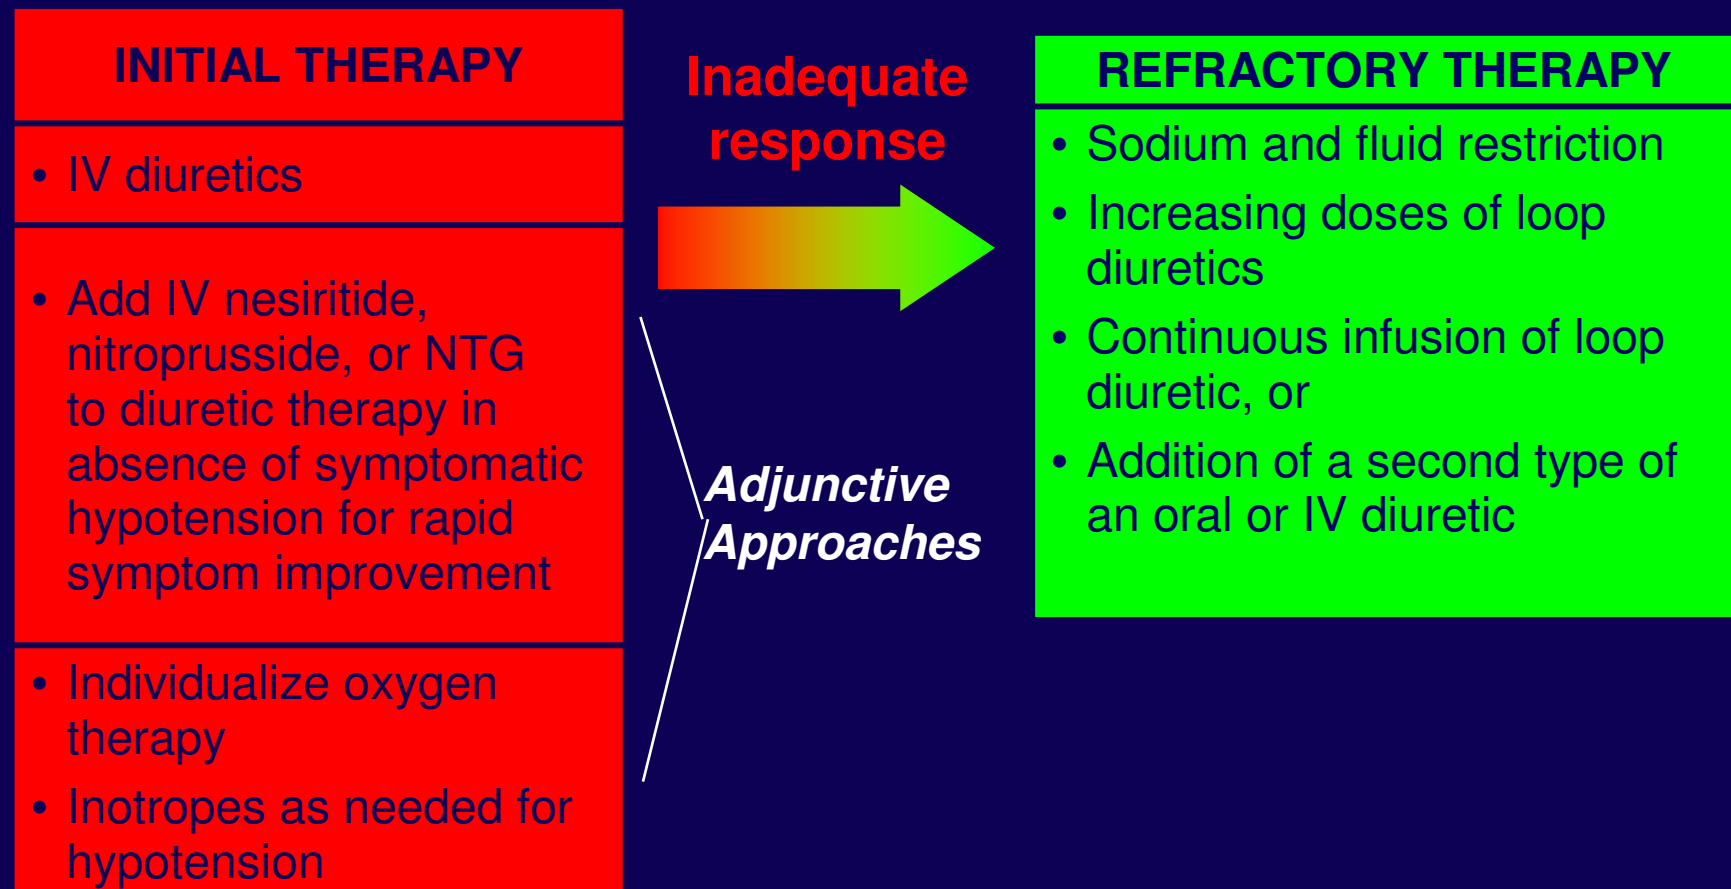 INITIAL THERAPY
• IV diuretics
• Add IV nesiritide,
nitroprusside, or NTG
to diuretic therapy in
absence of symptomatic
hypotension for rapid
symptom improvement
• Individualize oxygen
therapy
• Inotropes as needed for
hypotension
Inadequate
response
Adjunctive
Approaches
REFRACTORY THERAPY
• Sodium and fluid restriction
• Increasing doses of loop
diuretics
• Continuous infusion of loop
diuretic, or
• Addition of a second type of
an oral or IV diuretic